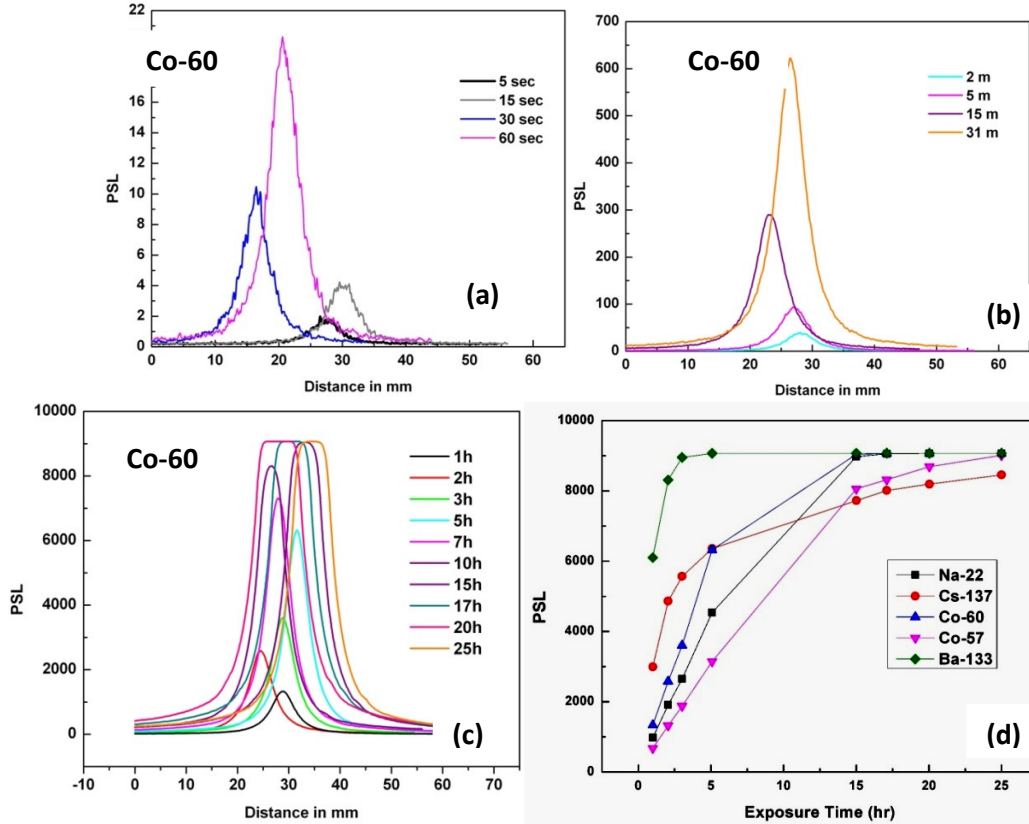 Co-60
PSL
22
16
14
12
10
8
6
4
2
0
5 sec
15 sec
30 sec
60 sec
(a)
0 10 20 30 40 50 60
Distance in mm
Co-60
PSL
700
600
500
400
300
200
100
0
2 m
5 m
15 m
31 m
(b)
0 10 20 30 40 50 60
Distance in mm
Co-60
PSL
10000
8000
6000
4000
2000
0
1h
2h
3h
5h
7h
10h
15h
17h
20h
25h
(c)
-10 0 10 20 30 40 50 60 70
Distance in mm
PSL
10000
9000
8000
6000
4000
2000
0
Na-22
Cs-137
Co-60
Co-57
Ba-133
(d)
0 5 10 15 20 25
Exposure Time (hr)